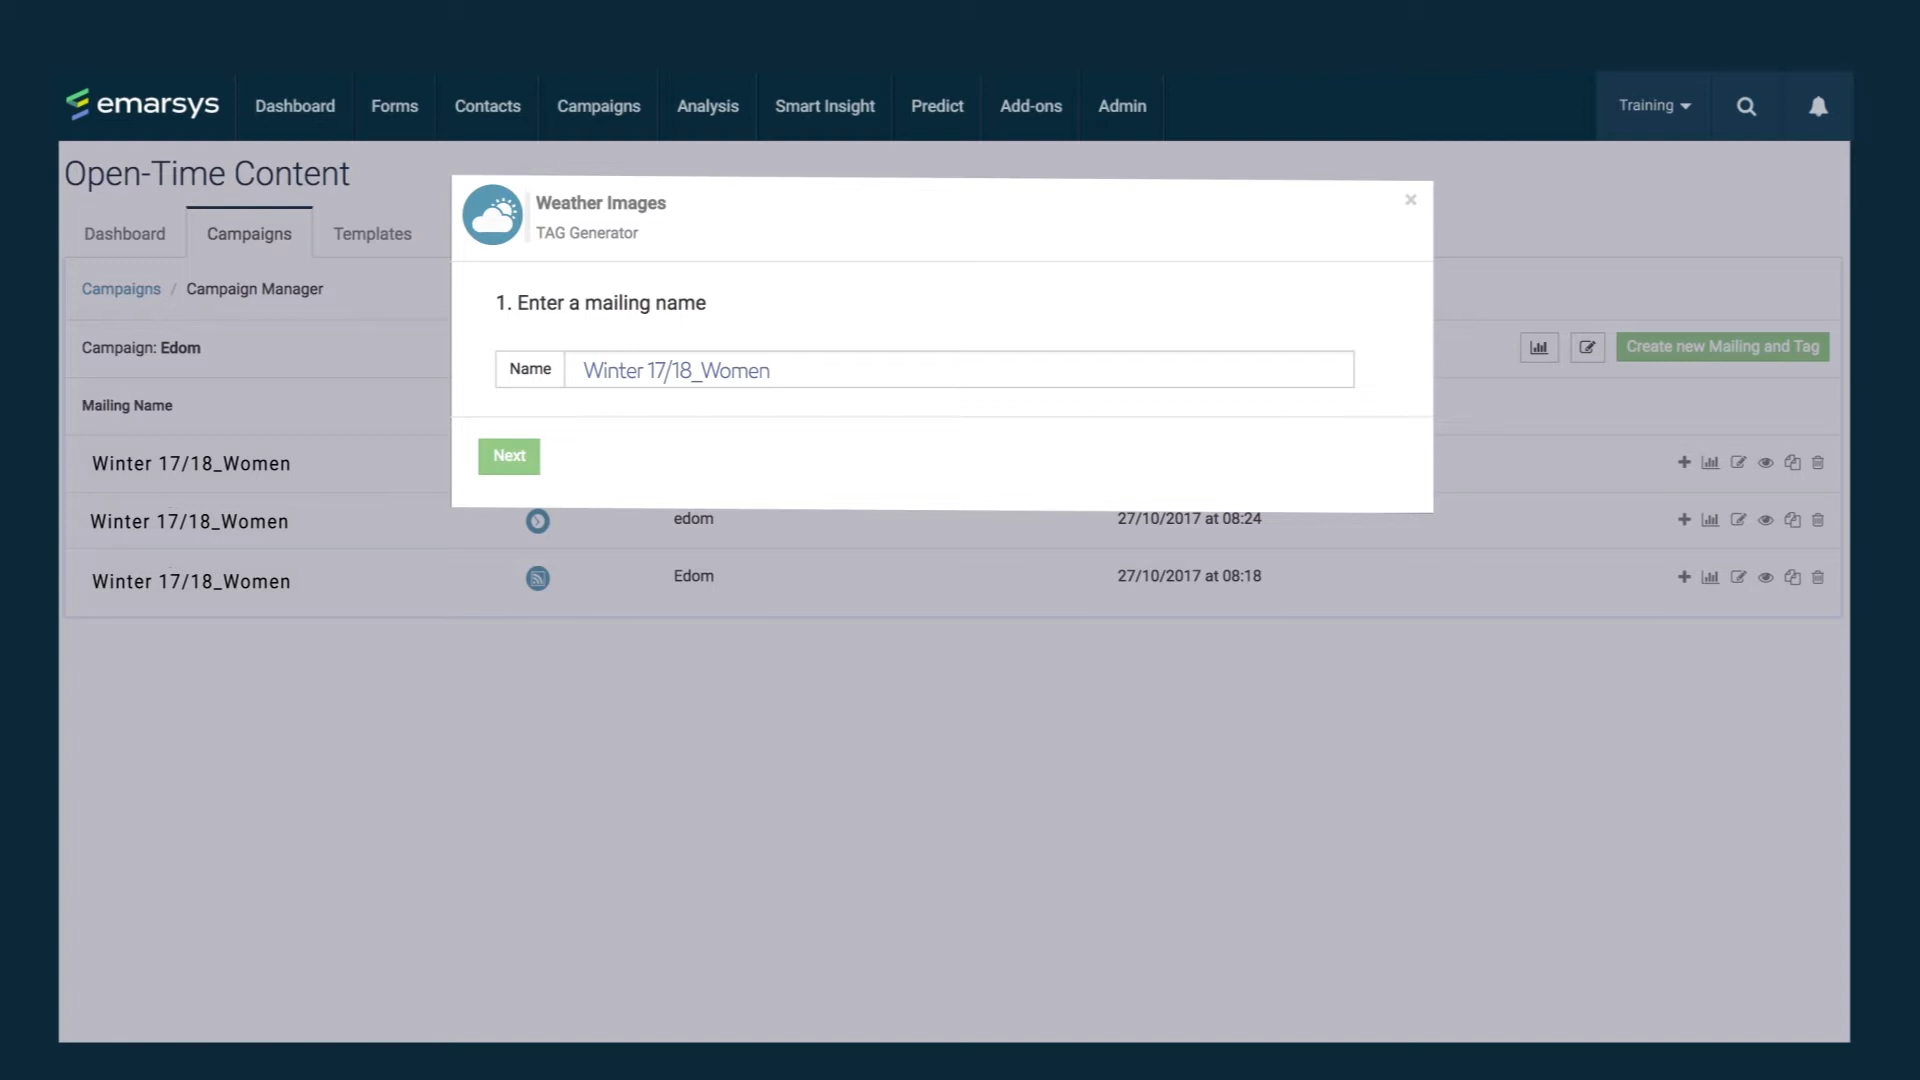 emarsys Dashboard Forms Contacts Campaigns Analysis Smart Insight Predict Add-ons Admin Training
Open-Time Content
Dashboard Campaigns Templates
Campaigns / Campaign Manager
Campaign: Edom
Create new Mailing and Tag
Mailing Name
Winter 17/18_Women
Winter 17/18_Women edom 27/10/2017 at 08:24
Winter 17/18_Women Edom 27/10/2017 at 08:18
Weather Images
TAG Generator
×
1. Enter a mailing name
Name Winter 17/18_Women
Next